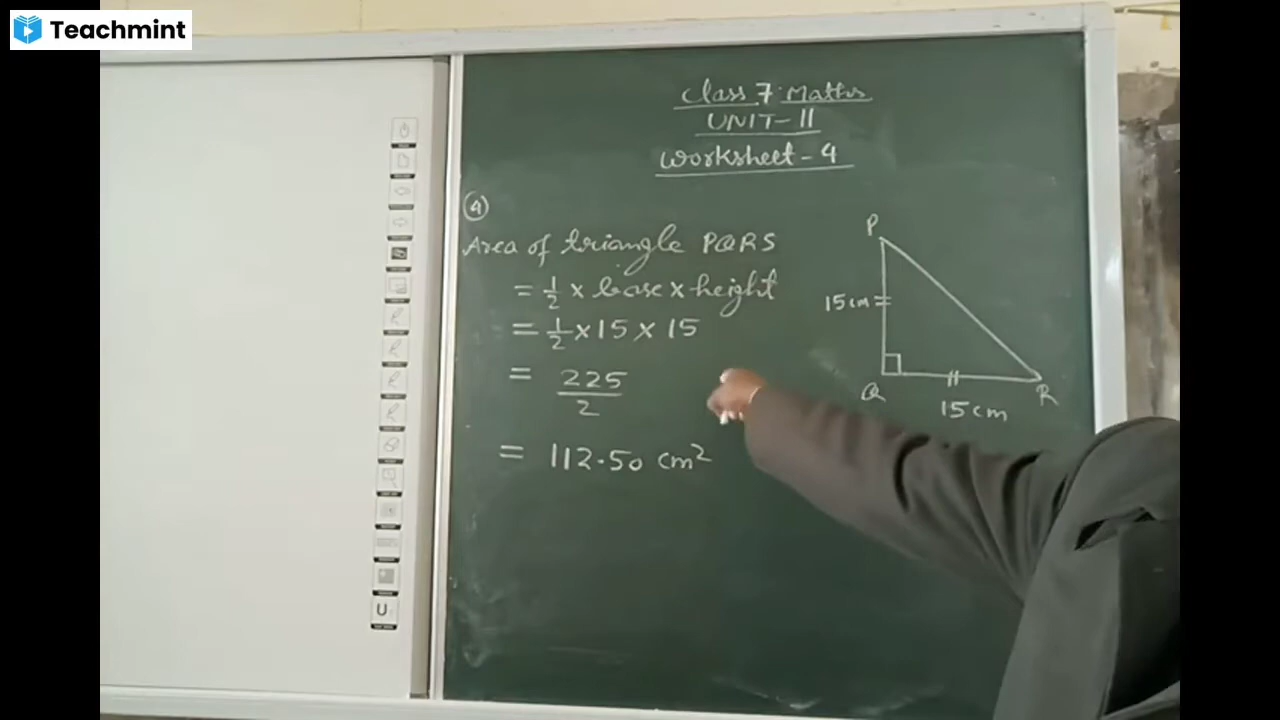 Teachmint
Class 7: Maths
UNIT-II
Worksheet-4
4
Area of triangle PQRS
= 1/2 × base × height
= 1/2 × 15 × 15
= 225/2
= 112.50 cm²
P
15cm
Q
15cm
R
U